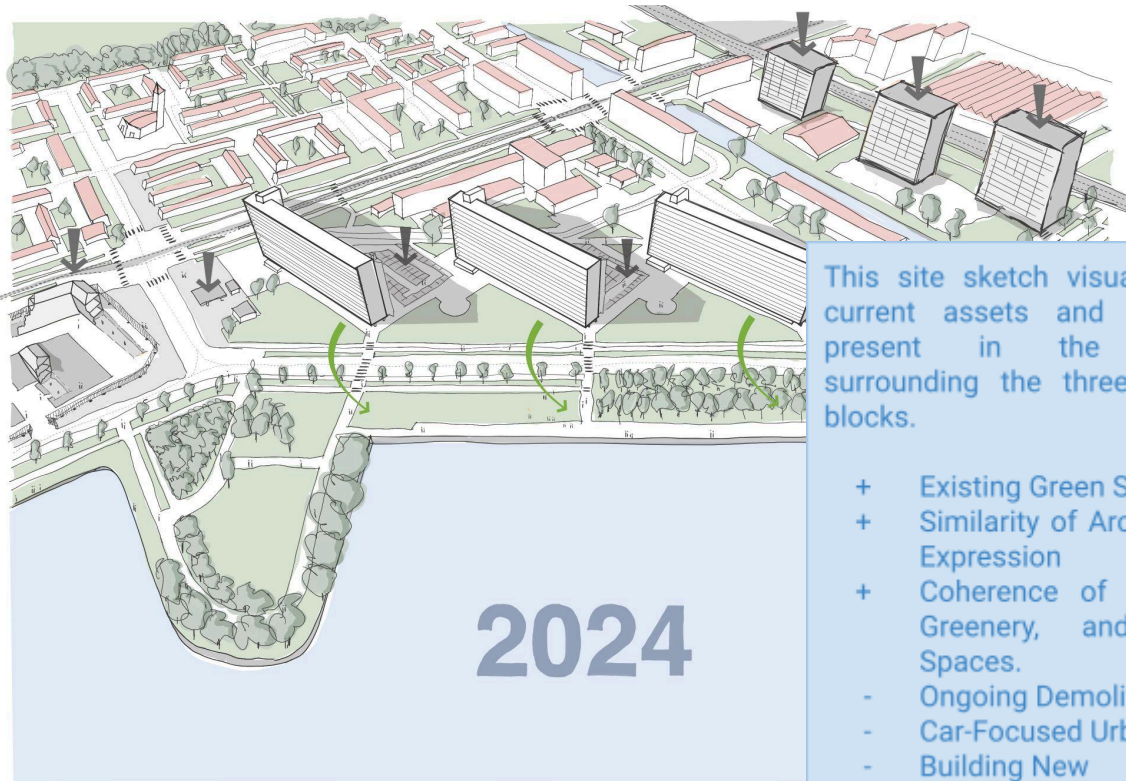 This site sketch visua
current assets and
present in the
surrounding the three
blocks.
+ Existing Green S
+ Similarity of Arc
Expression
+ Coherence of
Greenery, and
Spaces.
- Ongoing Demoli
- Car-Focused Urb
- Building New
2024